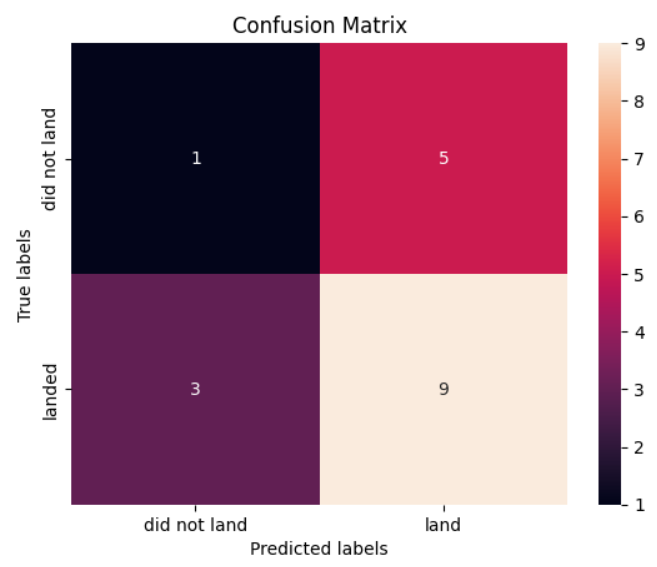 Confusion Matrix
did not land
landed
True labels
1
5
3
9
did not land
land
Predicted labels
9
8
7
6
5
4
3
2
1